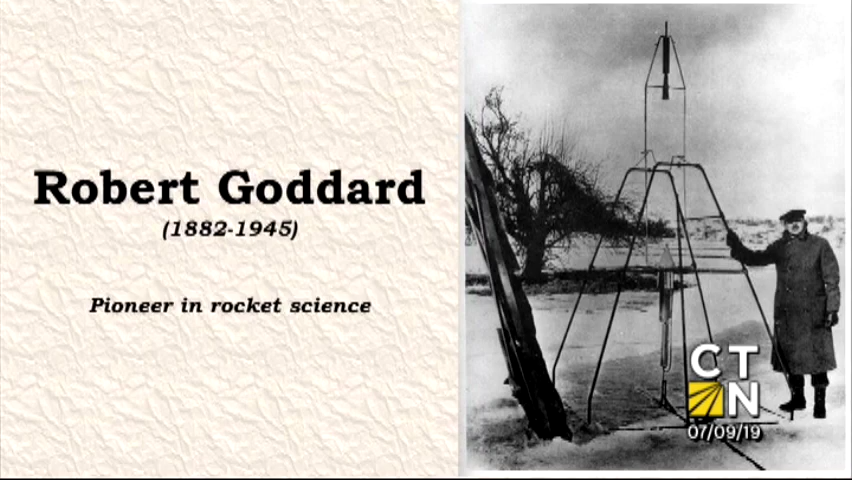 Robert Goddard
(1882-1945)
Pioneer in rocket science
CT
N
07/09/19